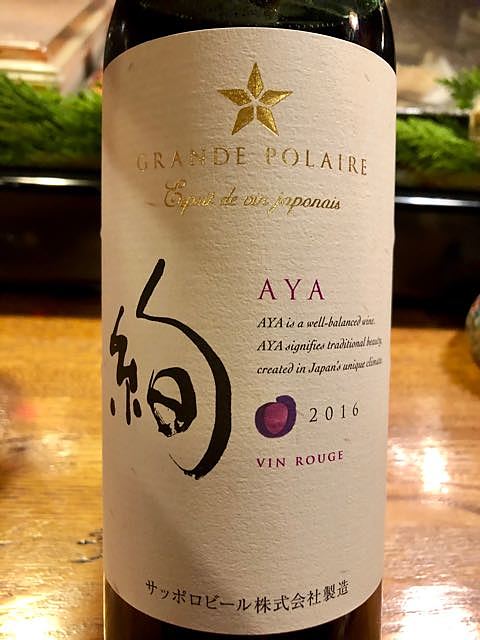 GRANDE POLAIRE
Esprit de vin japonais
絢
AYA
AYA is a well-balanced wine.
AYA signifies traditional beauty,
created in Japan's unique climate.
2016
VIN ROUGE
サッポロビール株式会社製造